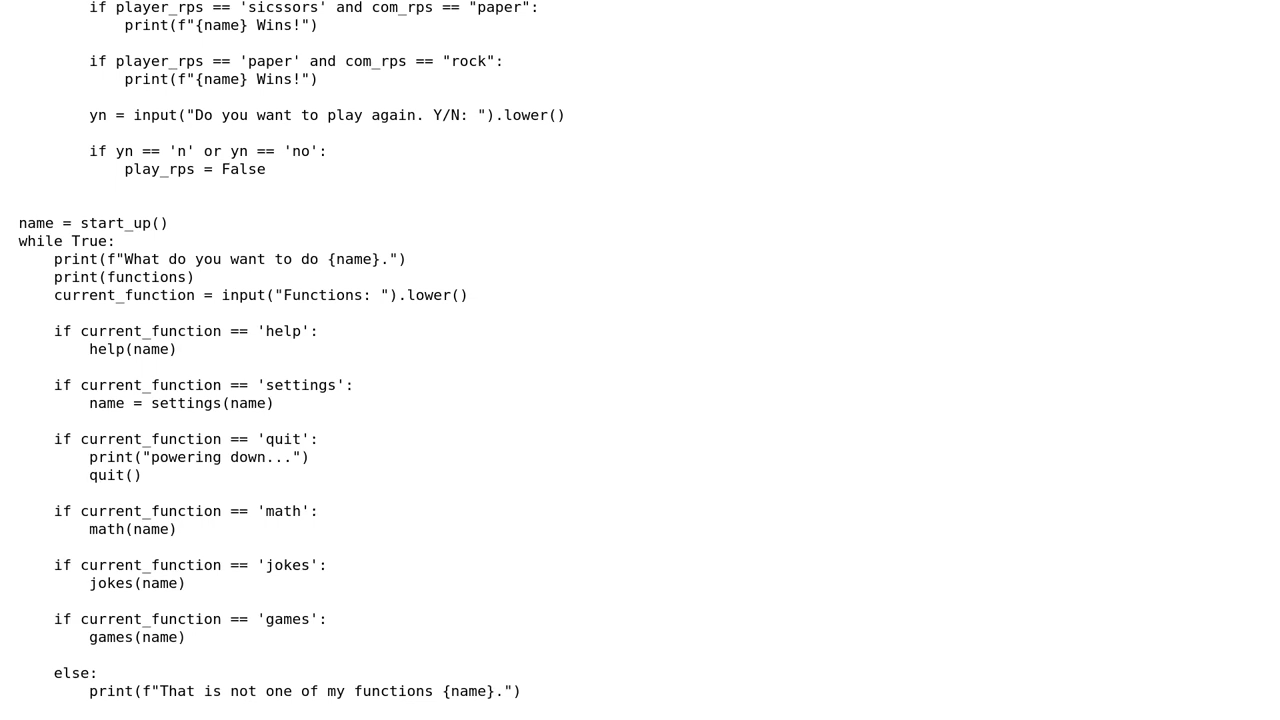 if player_rps == 'sicssors' and com_rps == "paper":
            print(f"{name} Wins!")

        if player_rps == 'paper' and com_rps == "rock":
            print(f"{name} Wins!")

        yn = input("Do you want to play again. Y/N: ").lower()

        if yn == 'n' or yn == 'no':
            play_rps = False


name = start_up()
while True:
    print(f"What do you want to do {name}.")
    print(functions)
    current_function = input("Functions: ").lower()

    if current_function == 'help':
        help(name)

    if current_function == 'settings':
        name = settings(name)

    if current_function == 'quit':
        print("powering down...")
        quit()

    if current_function == 'math':
        math(name)

    if current_function == 'jokes':
        jokes(name)

    if current_function == 'games':
        games(name)

    else:
        print(f"That is not one of my functions {name}.")